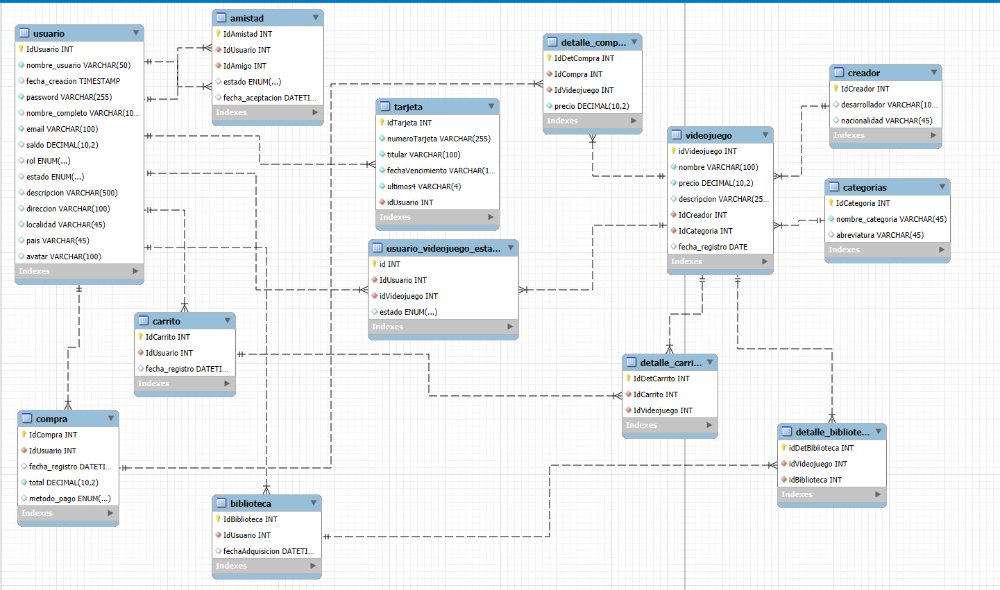 usuario
IdUsuario INT
nombre_usuario VARCHAR(50)
fecha_creacion TIMESTAMP
password VARCHAR(255)
nombre_completo VARCHAR(10...
email VARCHAR(100)
saldo DECIMAL(10,2)
rol ENUM(...)
estado ENUM(...)
descripcion VARCHAR(500)
direccion VARCHAR(100)
localidad VARCHAR(45)
pais VARCHAR(45)
avatar VARCHAR(100)
Indexes
amistad
IdAmistad INT
IdUsuario INT
IdAmigo INT
estado ENUM(...)
fecha_aceptacion DATETI...
Indexes
tarjeta
idTarjeta INT
numeroTarjeta VARCHAR(255)
titular VARCHAR(100)
fechaVencimiento VARCHAR(1...
ultimos4 VARCHAR(4)
idUsuario INT
Indexes
detalle_comp...
IdDetCompra INT
IdCompra INT
IdVideojuego INT
precio DECIMAL(10,2)
Indexes
creador
IdCreador INT
desarrollador VARCHAR(10...
nacionalidad VARCHAR(45)
Indexes
videojuego
idVideojuego INT
nombre VARCHAR(100)
precio DECIMAL(10,2)
descripcion VARCHAR(25...
IdCreador INT
IdCategoria INT
fecha_registro DATE
Indexes
categorias
IdCategoria INT
nombre_categoria VARCHAR(45)
abreviatura VARCHAR(45)
Indexes
usuario_videojuego_esta...
id INT
IdUsuario INT
idVideojuego INT
estado ENUM(...)
Indexes
carrito
IdCarrito INT
IdUsuario INT
fecha_registro DATETI...
Indexes
detalle_carri...
IdDetCarrito INT
IdCarrito INT
IdVideojuego INT
Indexes
compra
IdCompra INT
IdUsuario INT
fecha_registro DATETI...
total DECIMAL(10,2)
metodo_pago ENUM(...)
Indexes
detalle_bibliote...
idDetBiblioteca INT
idVideojuego INT
idBiblioteca INT
Indexes
biblioteca
IdBiblioteca INT
IdUsuario INT
fechaAdquisicion DATETI...
Indexes